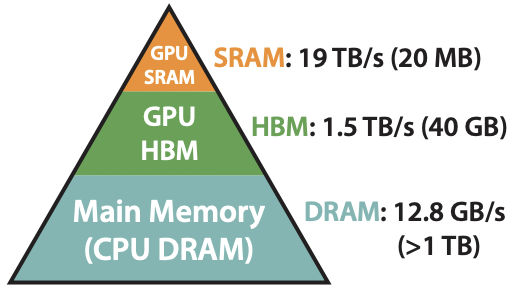 GPU
SRAM
SRAM: 19 TB/s (20 MB)
GPU
HBM
HBM: 1.5 TB/s (40 GB)
Main Memory
(CPU DRAM)
DRAM: 12.8 GB/s
(>1 TB)